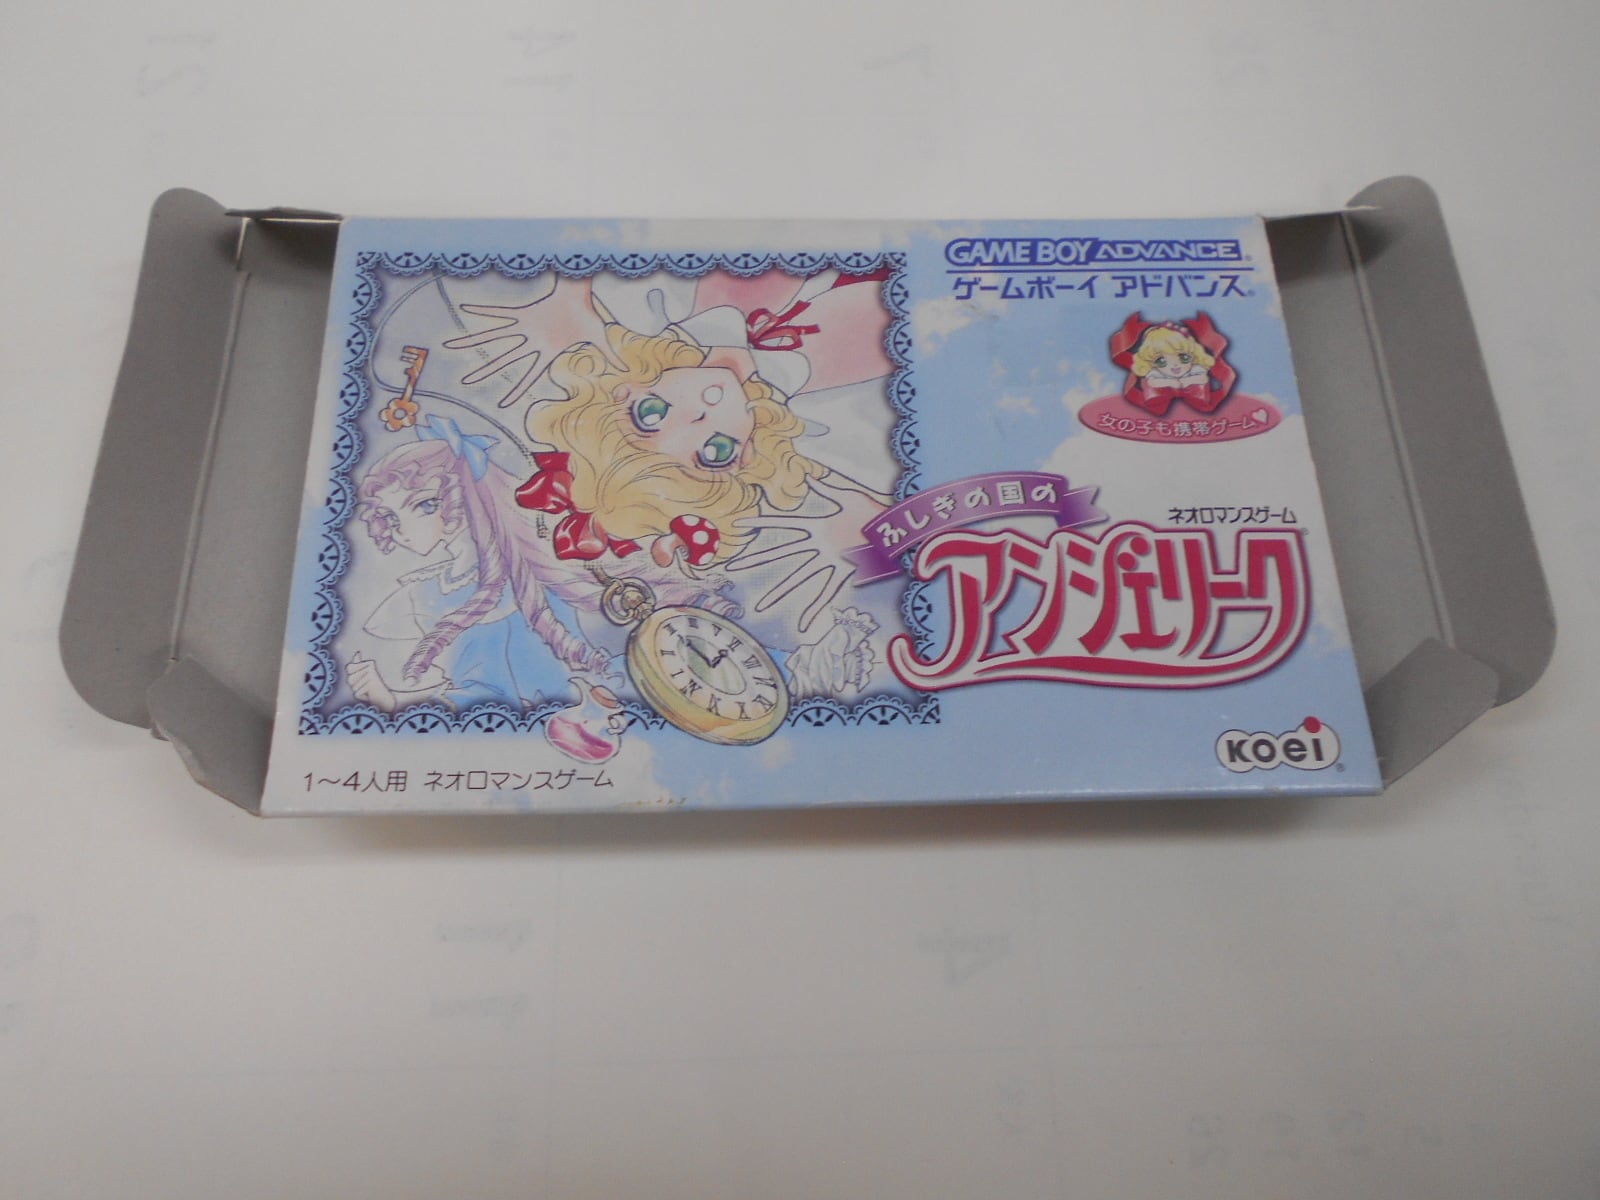 GAME BOY ADVANCE
ゲームボーイ アドバンス
女の子も携帯ゲーム♥
ふしぎの国の
ネオロマンスゲーム
アンジェリーク
KOEI
1〜4人用 ネオロマンスゲーム